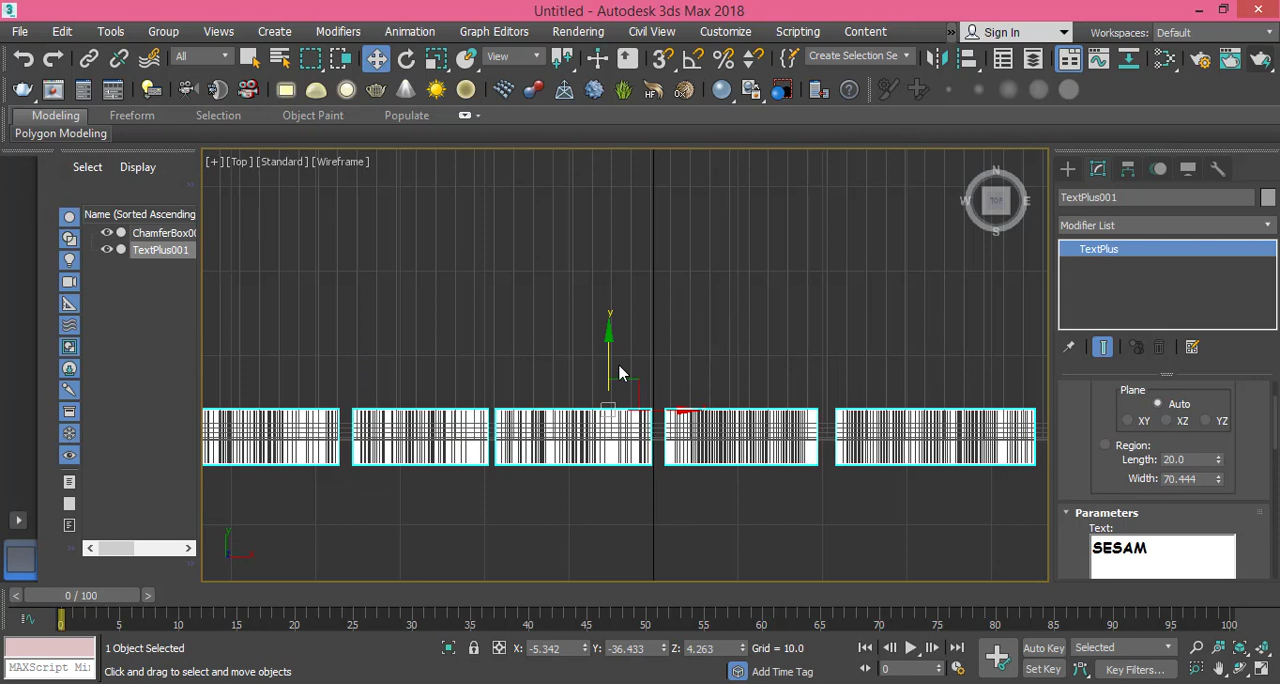 Untitled - Autodesk 3ds Max 2018
File Edit Tools Group Views Create Modifiers Animation Graph Editors Rendering Civil View Customize Scripting Content » Sign In Workspaces: Default
All View Create Selection Se
Modeling Freeform Selection Object Paint Populate
Polygon Modeling
Select Display
[+] [Top ] [Standard ] [Wireframe ]
N
W TOP E
S
TextPlus001
Name (Sorted Ascending
Modifier List
ChamferBox00
TextPlus001
TextPlus
y
Plane
Auto
XY XZ YZ
Region:
Length: 20.0
Width: 70.444
Parameters
Text:
SESAM
y
0 / 100
0 5 10 15 20 25 30 35 40 45 50 55 60 65 70 75 80 85 90 95 100
1 Object Selected X: -5.342 Y: -36.433 Z: 4.263 Grid = 10.0 Auto Key Selected
MAXScript Mi: Click and drag to select and move objects Add Time Tag 0 Set Key Key Filters...